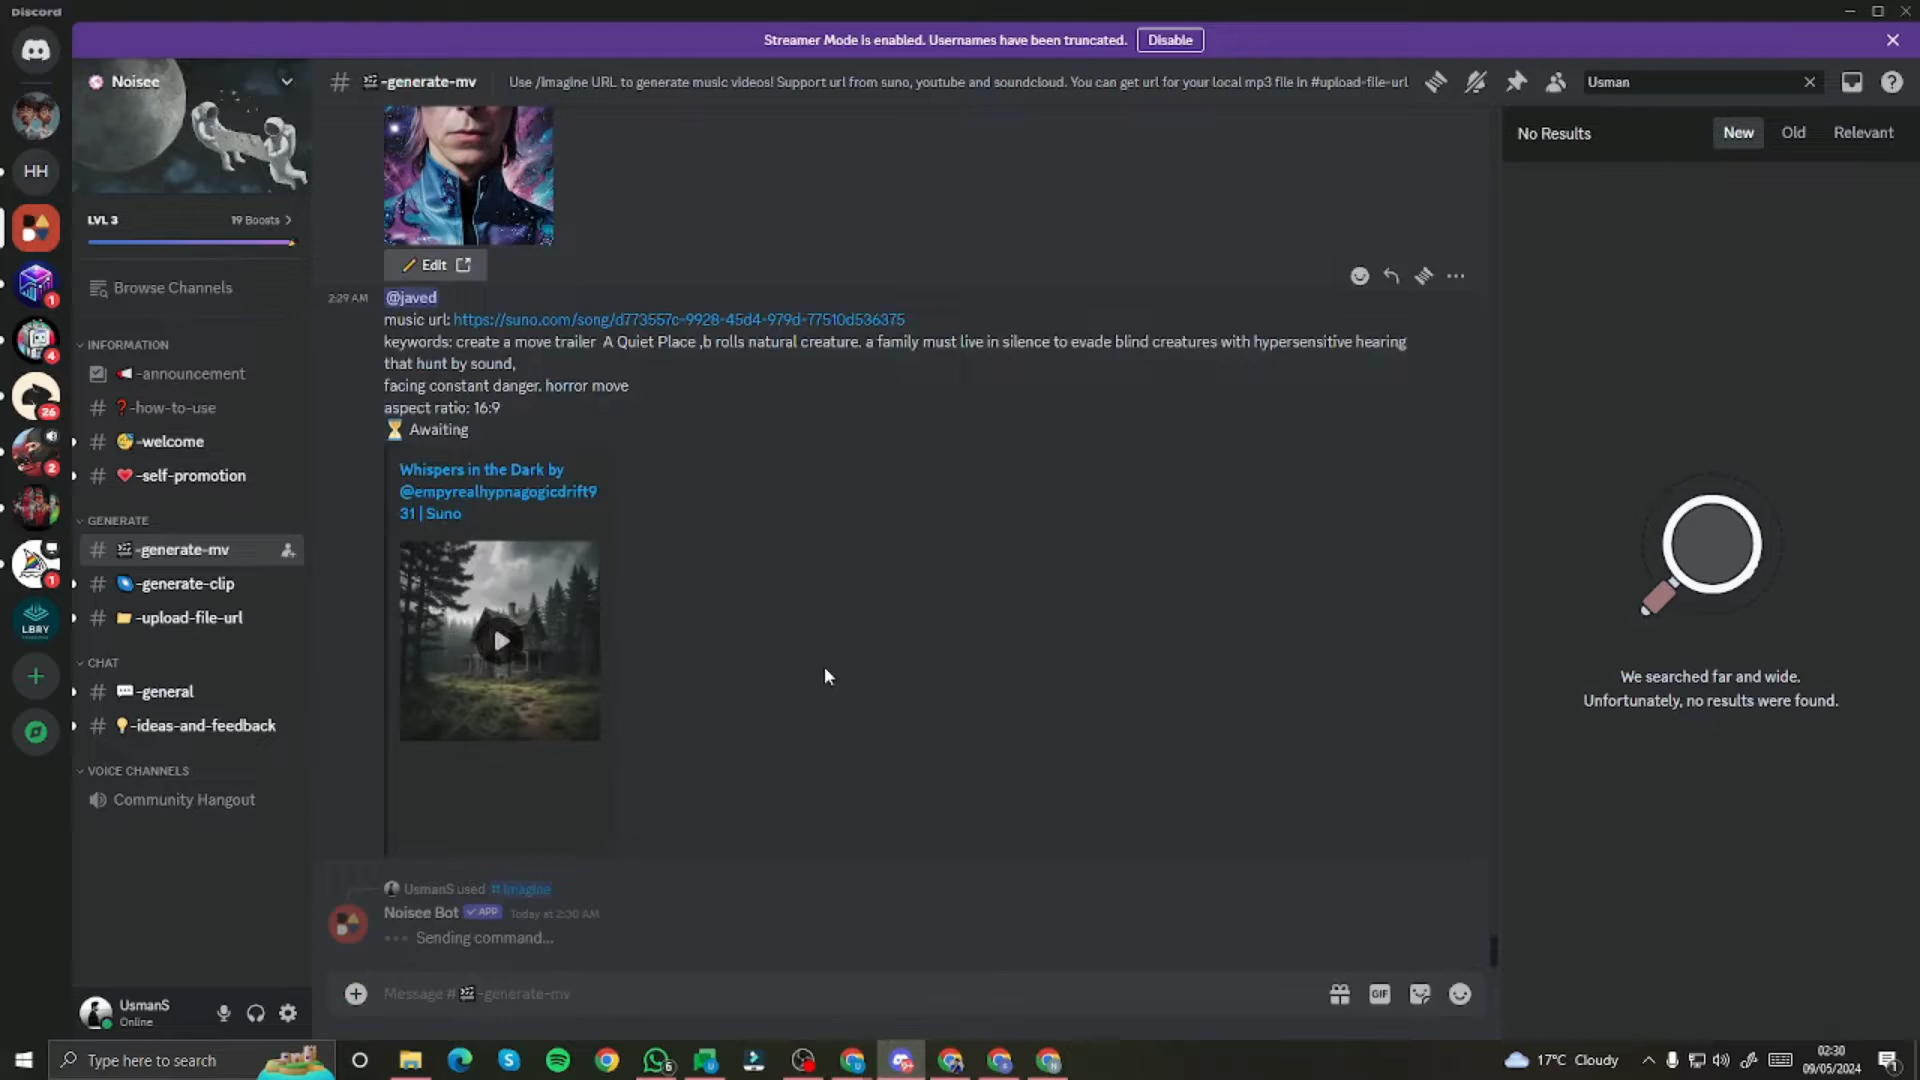 Discord
Streamer Mode is enabled. Usernames have been truncated. Disable
Noisee
-generate-mv
Use /Imagine URL to generate music videos! Support url from suno, youtube and soundcloud. You can get url for your local mp3 file in #upload-file-url
Usman
No Results
New Old Relevant
HH
LVL 3
19 Boosts
Edit
Browse Channels
2:29 AM
@javed
music url: https://suno.com/song/d773557c-9928-45d4-979d-77510d536375
keywords: create a move trailer A Quiet Place ,b rolls natural creature. a family must live in silence to evade blind creatures with hypersensitive hearing
that hunt by sound,
facing constant danger. horror move
aspect ratio: 16:9
Awaiting
INFORMATION
-announcement
-how-to-use
-welcome
-self-promotion
GENERATE
-generate-mv
-generate-clip
-upload-file-url
CHAT
-general
-ideas-and-feedback
VOICE CHANNELS
Community Hangout
1
4
26
2
1
LBRY
Whispers in the Dark by
@empyrealhypnagogicdrift9
31 | Suno
We searched far and wide.
Unfortunately, no results were found.
UsmanS used Imagine
Noisee Bot APP Today at 2:30 AM
Sending command...
Message # -generate-mv
GIF
UsmanS
Online
Type here to search
6
17°C Cloudy
02:30
09/05/2024
1